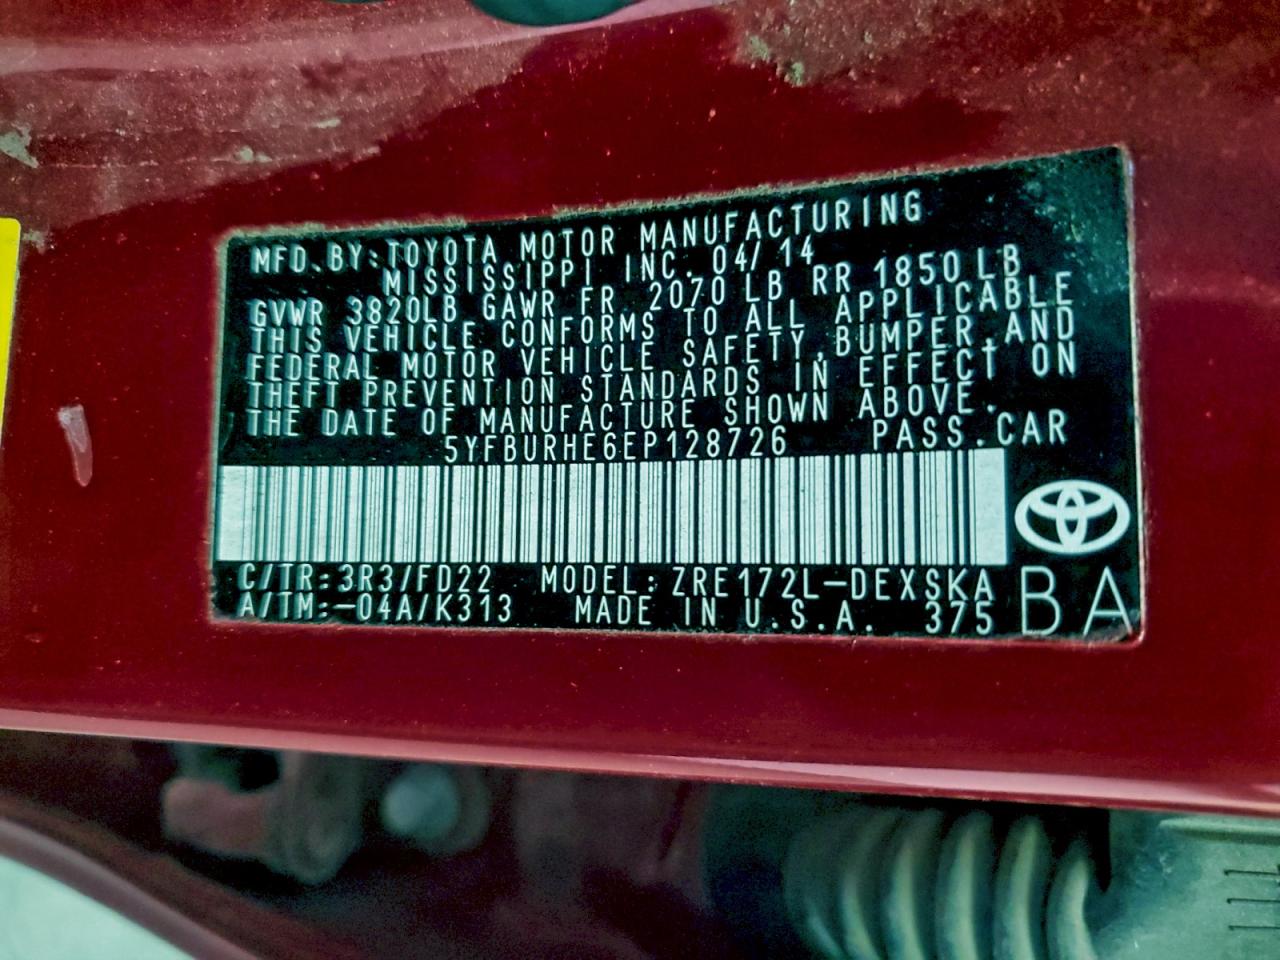 MFD. BY: TOYOTA MOTOR MANUFACTURING
MISSISSIPPI INC. 04/14
GVWR 3820LB GAWR FR 2070 LB RR 1850 LB
THIS VEHICLE CONFORMS TO ALL APPLICABLE
FEDERAL MOTOR VEHICLE SAFETY, BUMPER, AND
THEFT PREVENTION STANDARDS IN EFFECT ON
THE DATE OF MANUFACTURE SHOWN ABOVE.
5YFBURHE6EP128726 PASS. CAR
C/TR: 3R3/FD22 MODEL: ZRE172L-DEXSKA
A/TM: -04A/K313 MADE IN U.S.A. 375
BA